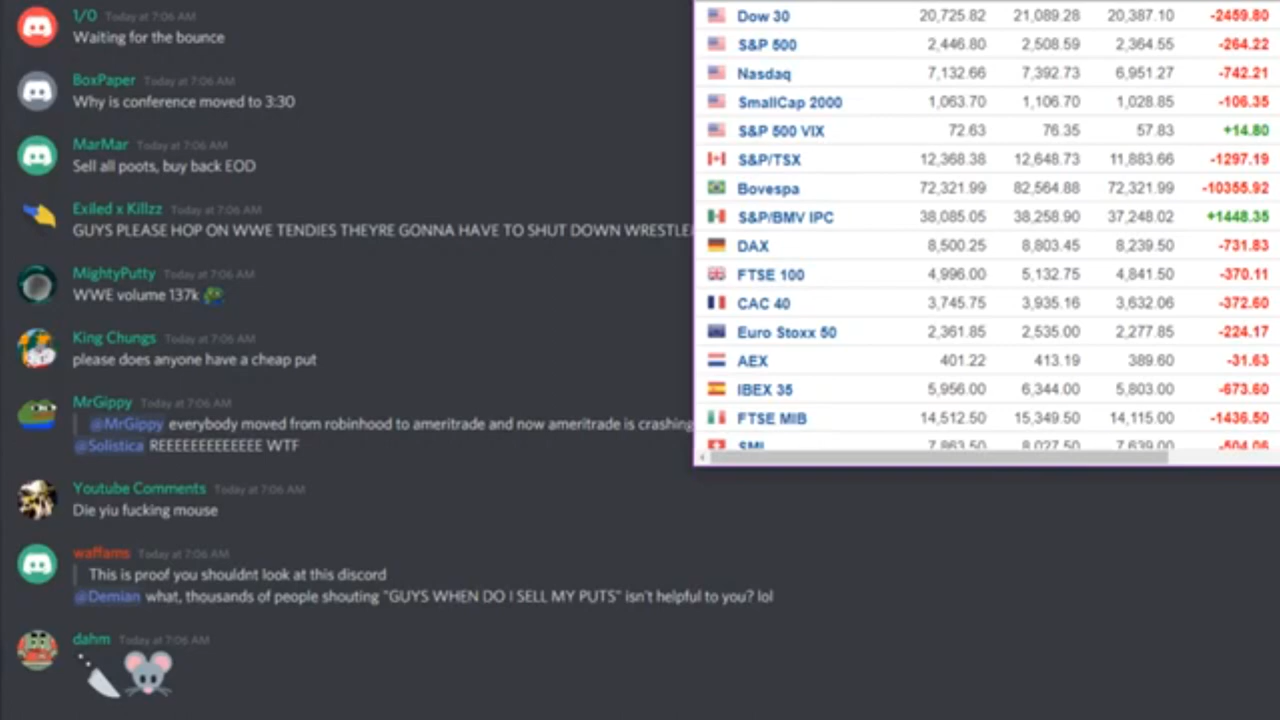 1/0 Today at 7:06 AM
Waiting for the bounce
BoxPaper Today at 7:06 AM
Why is conference moved to 3:30
MarMar Today at 7:06 AM
Sell all poots, buy back EOD
Exiled x Killzz Today at 7:06 AM
GUYS PLEASE HOP ON WWE TENDIES THEYRE GONNA HAVE TO SHUT DOWN WRESTLE
MightyPutty Today at 7:06 AM
WWE volume 137k
King Chungs Today at 7:06 AM
please does anyone have a cheap put
MrGippy Today at 7:06 AM
@MrGippy everybody moved from robinhood to ameritrade and now ameritrade is crashing
@Solistica REEEEEEEEEEEEE WTF
Youtube Comments Today at 7:06 AM
Die yiu fucking mouse
waffams Today at 7:06 AM
This is proof you shouldnt look at this discord
@Demian what, thousands of people shouting "GUYS WHEN DO I SELL MY PUTS" isn't helpful to you? lol
dahm Today at 7:06 AM
Dow 30 20,725.82 21,089.28 20,387.10 -2459.80
S&P 500 2,446.80 2,508.59 2,364.55 -264.22
Nasdaq 7,132.66 7,392.73 6,951.27 -742.21
SmallCap 2000 1,063.70 1,106.70 1,028.85 -106.35
S&P 500 VIX 72.63 76.35 57.83 +14.80
S&P/TSX 12,368.19 12,648.73 11,883.66 -1297.19
Bovespa 72,321.99 82,564.88 72,321.99 -10355.92
S&P/BMV IPC 38,085.05 38,258.90 37,248.02 +1448.35
DAX 8,500.25 8,803.45 8,239.50 -731.83
FTSE 100 4,996.00 5,132.75 4,841.50 -370.11
CAC 40 3,745.75 3,935.16 3,632.06 -372.60
Euro Stoxx 50 2,361.85 2,535.00 2,277.85 -224.17
AEX 401.22 413.19 389.60 -31.63
IBEX 35 5,956.00 6,344.00 5,803.00 -673.60
FTSE MIB 14,512.50 15,349.50 14,115.00 -1436.50
SMI 7,863.50 8,027.50 7,639.00 -504.06